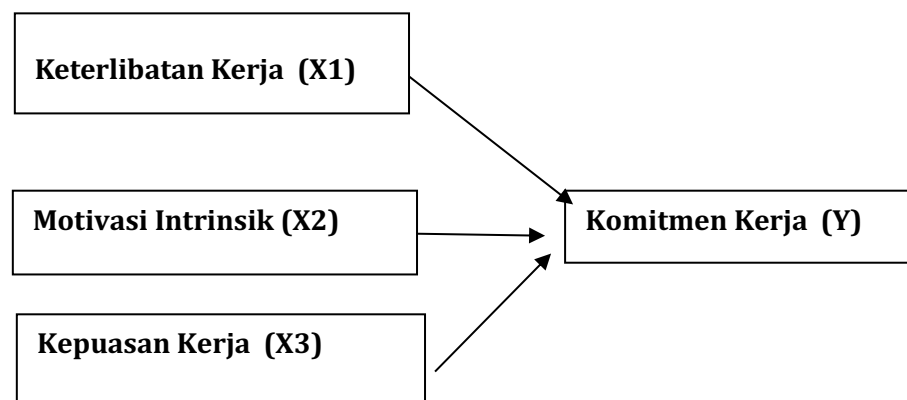 Keterlibatan Kerja (X1)
Motivasi Intrinsik (X2)
Komitmen Kerja (Y)
Kepuasan Kerja (X3)